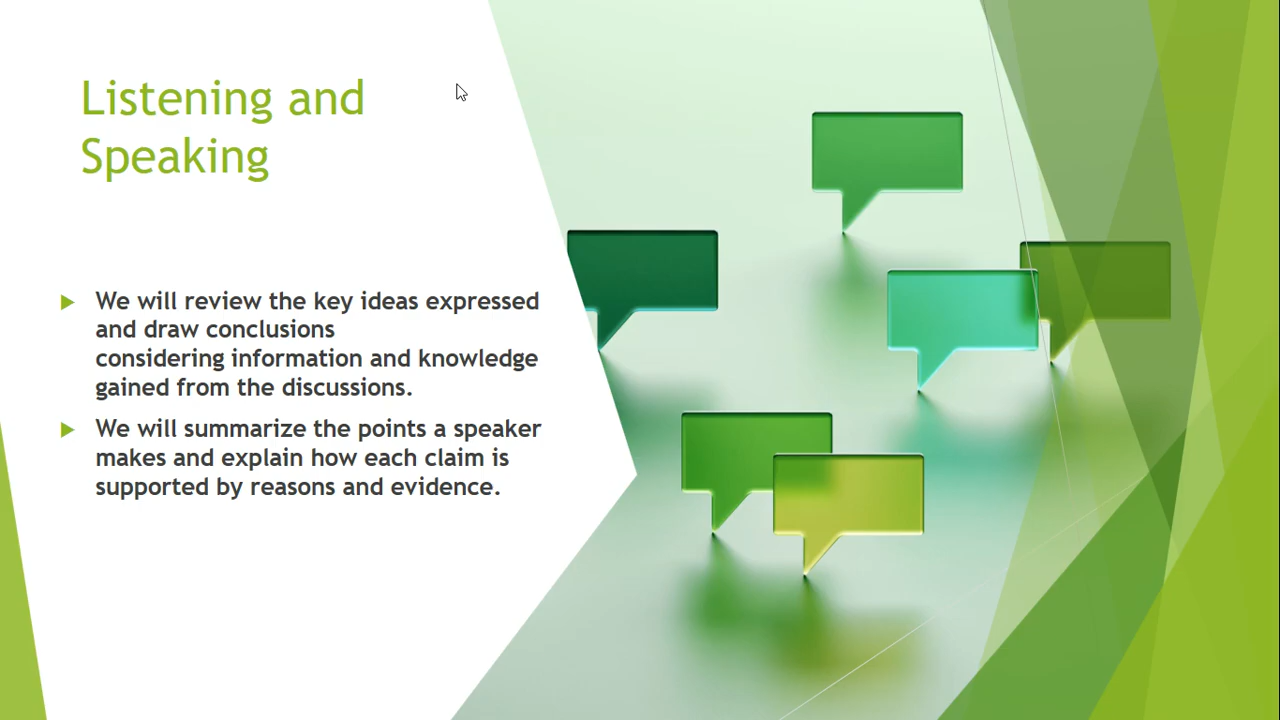 Listening and
Speaking
We will review the key ideas expressed
and draw conclusions
considering information and knowledge
gained from the discussions.
We will summarize the points a speaker
makes and explain how each claim is
supported by reasons and evidence.